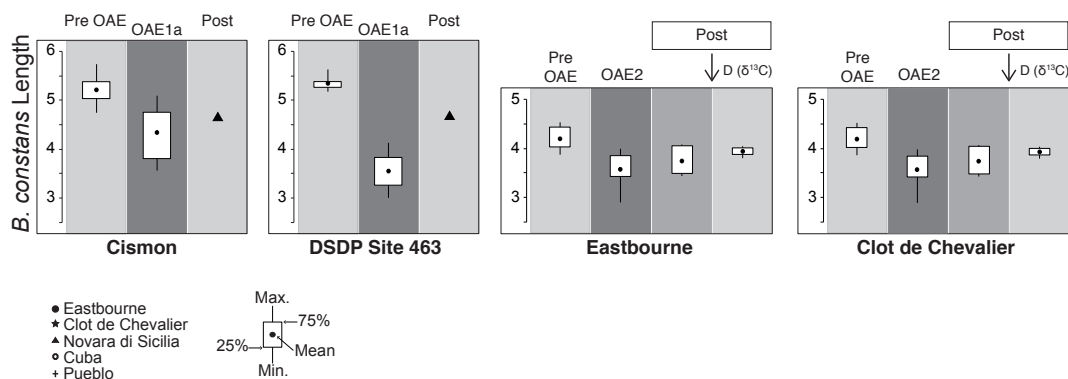 Pre OAE
OAE1a
Post
Pre OAE
OAE1a
Post
Post
Post
Pre
OAE
OAE2
D (δ¹³C)
Pre
OAE
OAE2
D (δ¹³C)
B. constans Length
6
5
4
3
6
5
4
3
5
4
3
5
4
3
Cismon
DSDP Site 463
Eastbourne
Clot de Chevalier
Eastbourne
Clot de Chevalier
Novara di Sicilia
Cuba
Pueblo
Max.
75%
25%
Mean
Min.